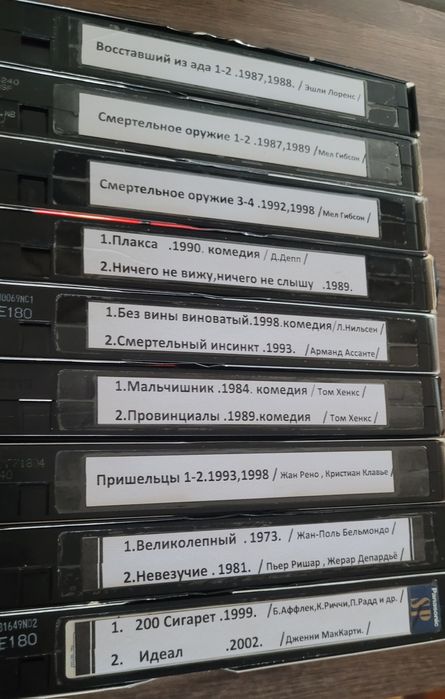 Восставший из ада 1-2 .1987,1988. / Эшли Лоренс /
240
Смертельное оружие 1-2 .1987,1989 /Мел Гибсон/
Смертельное оружие 3-4 .1992,1998 /Мел Гибсон/
1.Плакса .1990. комедия / Д.Депп /
2.Ничего не вижу,ничего не слышу .1989.
0069NC1
E180
1.Без вины виноватый.1998.комедия/Л.Нильсен /
2.Смертельный инсинкт .1993. /Арманд Ассанте/
1.Мальчишник .1984. комедия / Том Хенкс /
2.Провинциалы .1989.комедия / Том Хенкс /
Пришельцы 1-2.1993,1998 / Жан Рено , Кристиан Клавье /
1.Великолепный .1973. / Жан-Поль Бельмондо /
2.Невезучие . 1981. / Пьер Ришар , Жерар Депардьё /
01649ND2
E180
1. 200 Сигарет .1999. /Б.Аффлек,К.Риччи,П.Радд и др. /
2. Идеал .2002. /Дженни МакКарти. /
Panasonic
SP